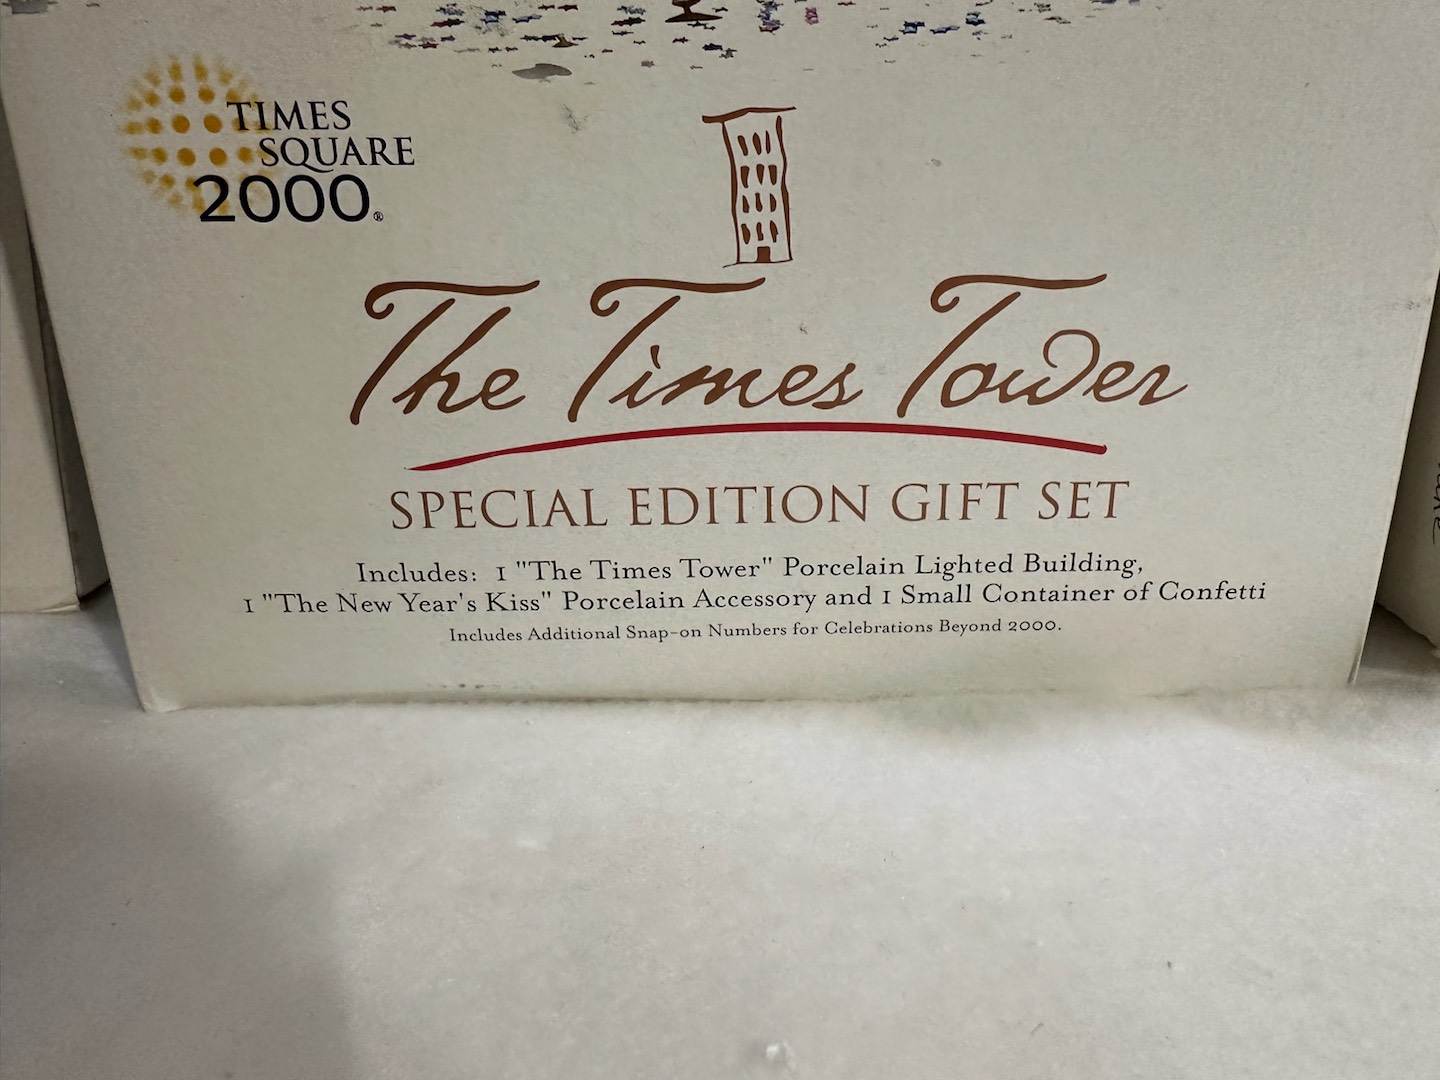 TIMES
SQUARE
2000®
The Times Tower
SPECIAL EDITION GIFT SET
Includes: 1 "The Times Tower" Porcelain Lighted Building,
1 "The New Year's Kiss" Porcelain Accessory and 1 Small Container of Confetti
Includes Additional Snap-on Numbers for Celebrations Beyond 2000.